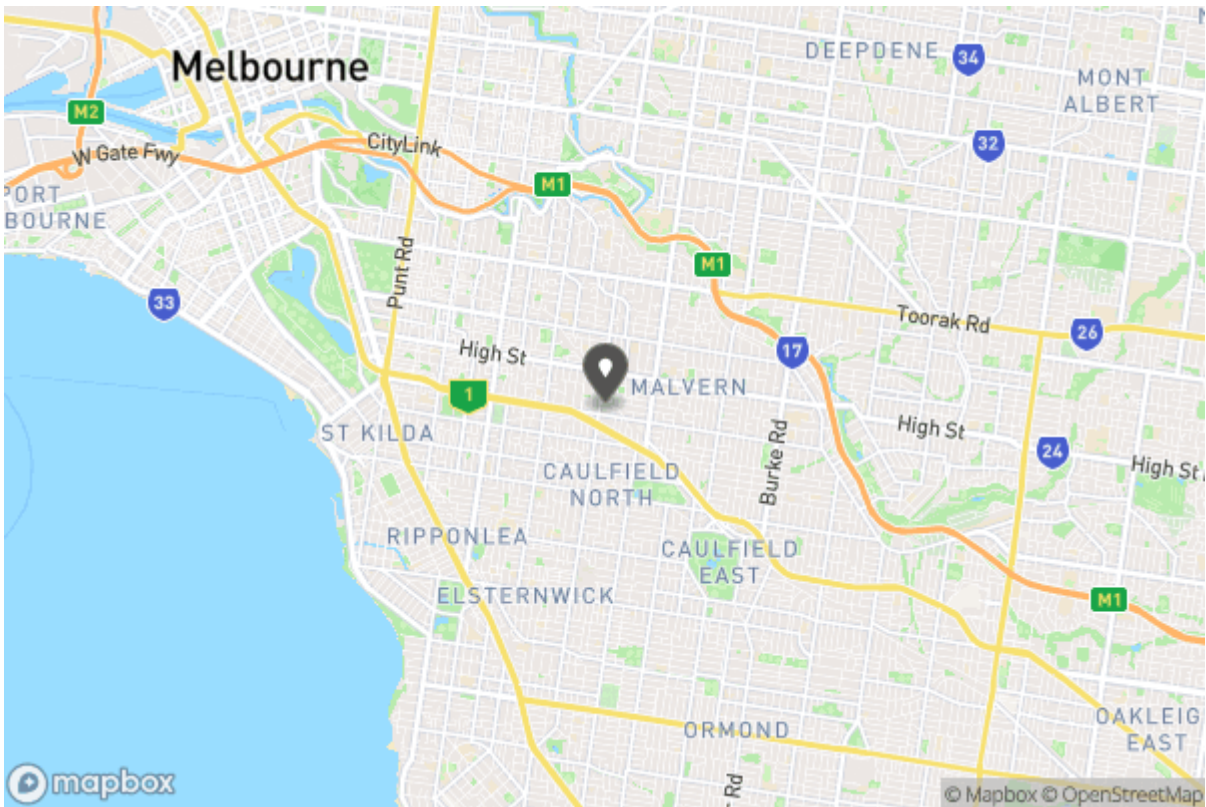 DEEPDENE
34
MONT
ALBERT
Melbourne
M2
W Gate Fwy
CityLink
32
M1
PORT
BOURNE
Punt Rd
M1
33
Toorak Rd
26
High St
17
1
MALVERN
ST KILDA
High St
24
High St
Burke Rd
CAULFIELD
NORTH
RIPPONLEA
CAULFIELD
EAST
ELSTERNWICK
M1
ORMOND
OAKLEIG
EAST
Rd
mapbox
© Mapbox © OpenStreetMap